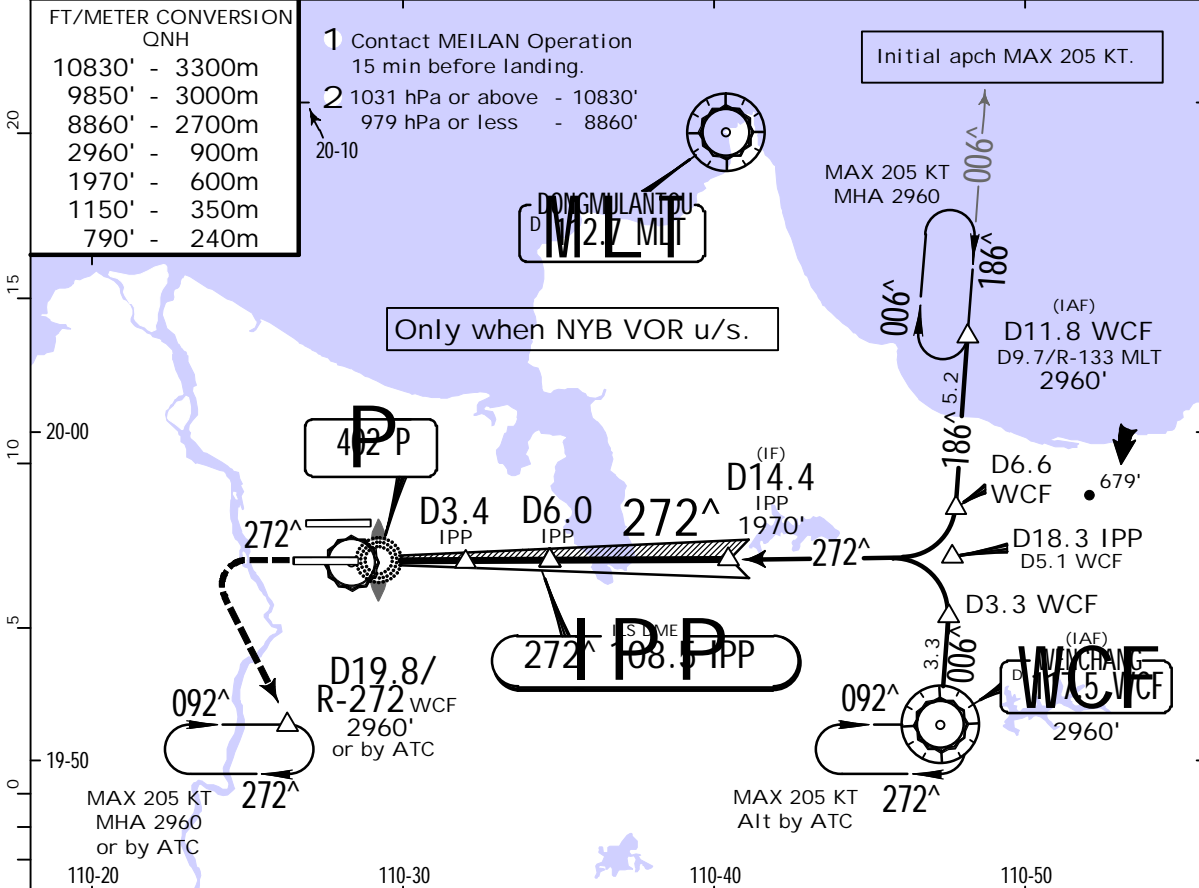 FT/METER CONVERSION
QNH
10830' - 3300m
9850' - 3000m
8860' - 2700m
2960' - 900m
1970' - 600m
1150' - 350m
790' - 240m
1 Contact MEILAN Operation
15 min before landing.
2 1031 hPa or above - 10830'
979 hPa or less - 8860'
20-10
Initial apch MAX 205 KT.
DONGMULANTOU
D 112.7 MLT
MLT
MAX 205 KT
MHA 2960
006^
186^
006^
(IAF)
D11.8 WCF
D9.7/R-133 MLT
2960'
5.2
186^
Only when NYB VOR u/s.
P
402 P
D3.4
IPP
D6.0
IPP
272^
(IF)
D14.4
IPP
1970'
D6.6
WCF
679'
D18.3 IPP
D5.1 WCF
272^
272^
D3.3 WCF
3.3
006^
ILS DME
272^ 108.5 IPP
IPP
(IAF)
WENCHANG
D 117.5 WCF
WCF
2960'
D19.8/
R-272 WCF
2960'
or by ATC
092^
272^
MAX 205 KT
MHA 2960
or by ATC
092^
272^
MAX 205 KT
Alt by ATC
20
15
10
5
0
20-00
19-50
110-20
110-30
110-40
110-50